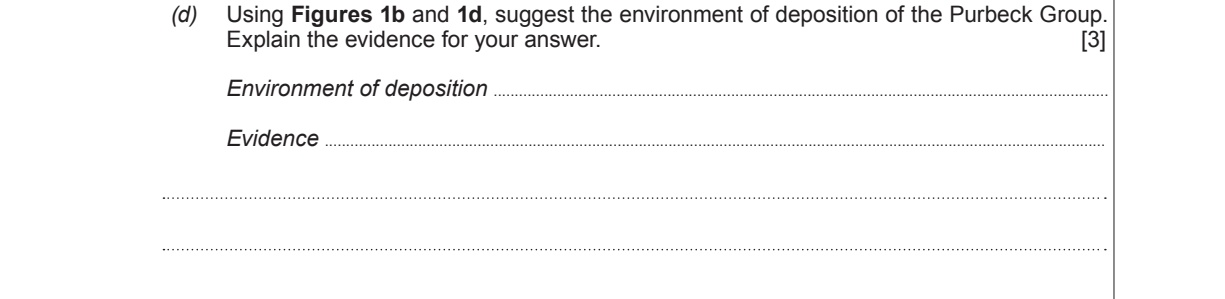 (d) Using Figures 1b and 1d, suggest the environment of deposition of the Purbeck Group.
Explain the evidence for your answer. [3]
Environment of deposition
Evidence